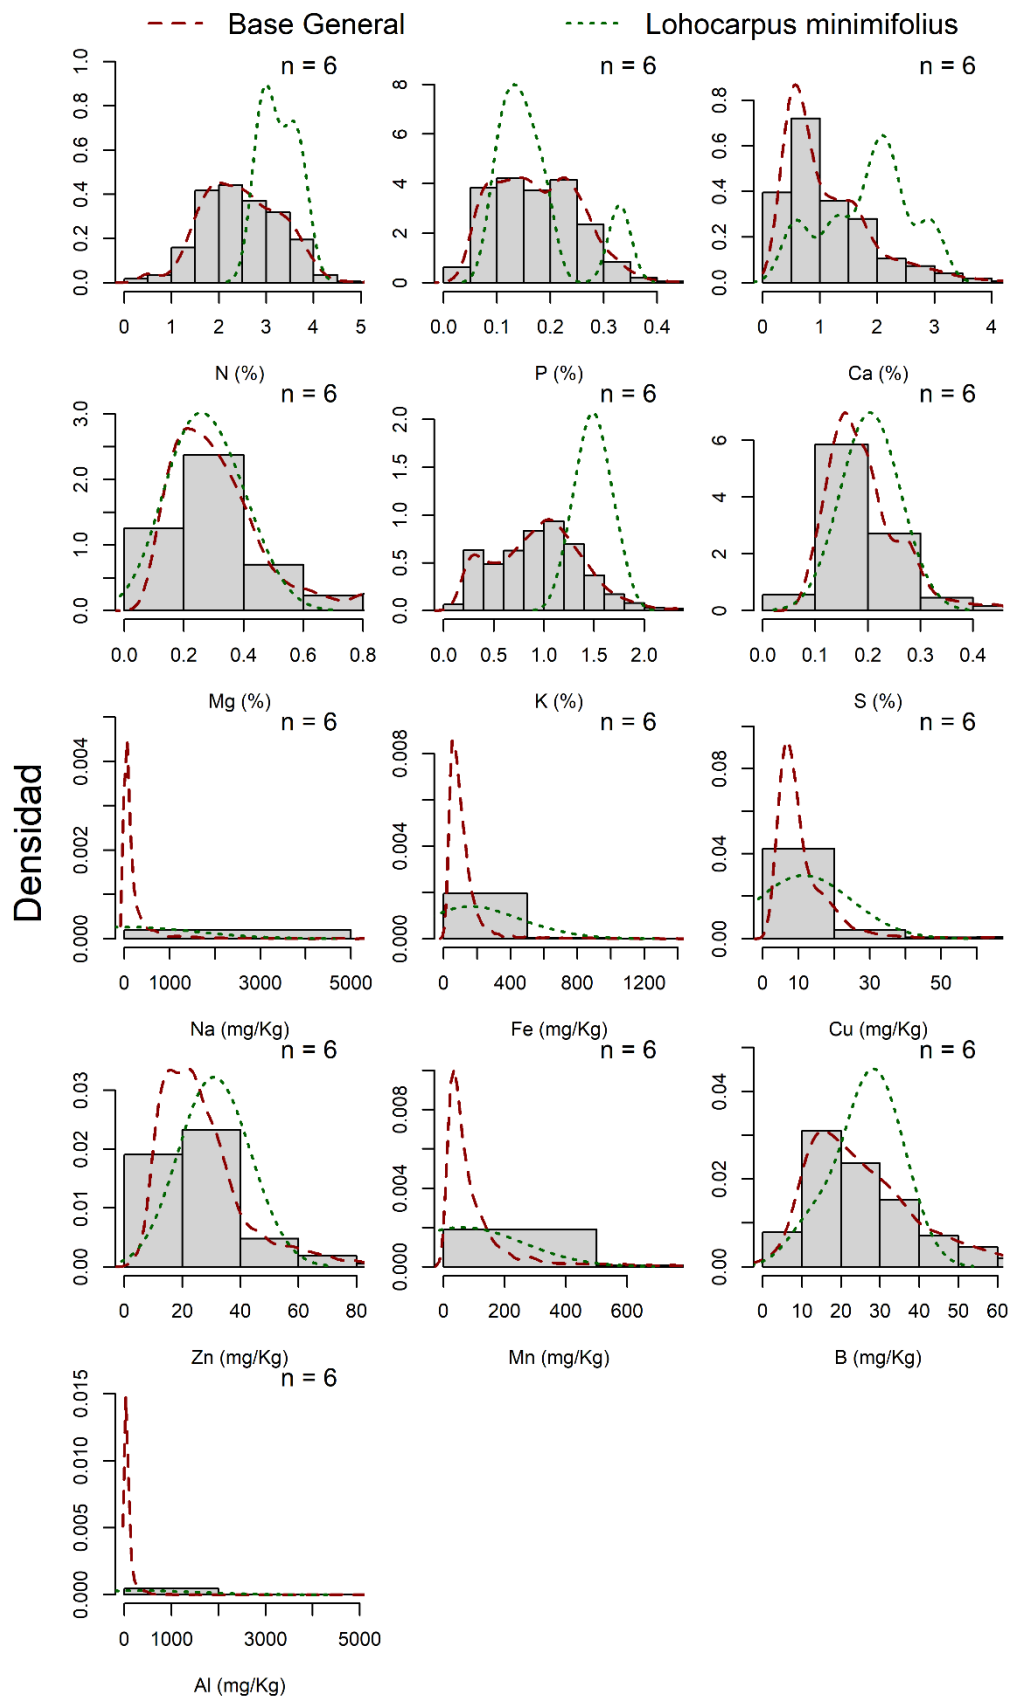 Base General
Lohocarpus minimifolius
Densidad
n = 6
0.0 0.2 0.4 0.6 0.8 1.0
0 1 2 3 4 5
N (%)
n = 6
0 2 4 6 8
0.0 0.1 0.2 0.3 0.4
P (%)
n = 6
0.0 0.2 0.4 0.6 0.8
0 1 2 3 4
Ca (%)
n = 6
0.0 1.0 2.0 3.0
0.0 0.2 0.4 0.6 0.8
Mg (%)
n = 6
0.0 0.5 1.0 1.5 2.0
0.0 0.5 1.0 1.5 2.0
K (%)
n = 6
0 2 4 6
0.0 0.1 0.2 0.3 0.4
S (%)
n = 6
0.000 0.002 0.004
0 1000 3000 5000
Na (mg/Kg)
n = 6
0.000 0.004 0.008
0 400 800 1200
Fe (mg/Kg)
n = 6
0.00 0.04 0.08
0 10 30 50
Cu (mg/Kg)
n = 6
0.00 0.01 0.02 0.03
0 20 40 60 80
Zn (mg/Kg)
n = 6
0.000 0.004 0.008
0 200 400 600
Mn (mg/Kg)
n = 6
0.00 0.02 0.04
0 10 20 30 40 50 60
B (mg/Kg)
n = 6
0.000 0.005 0.010 0.015
0 1000 3000 5000
Al (mg/Kg)